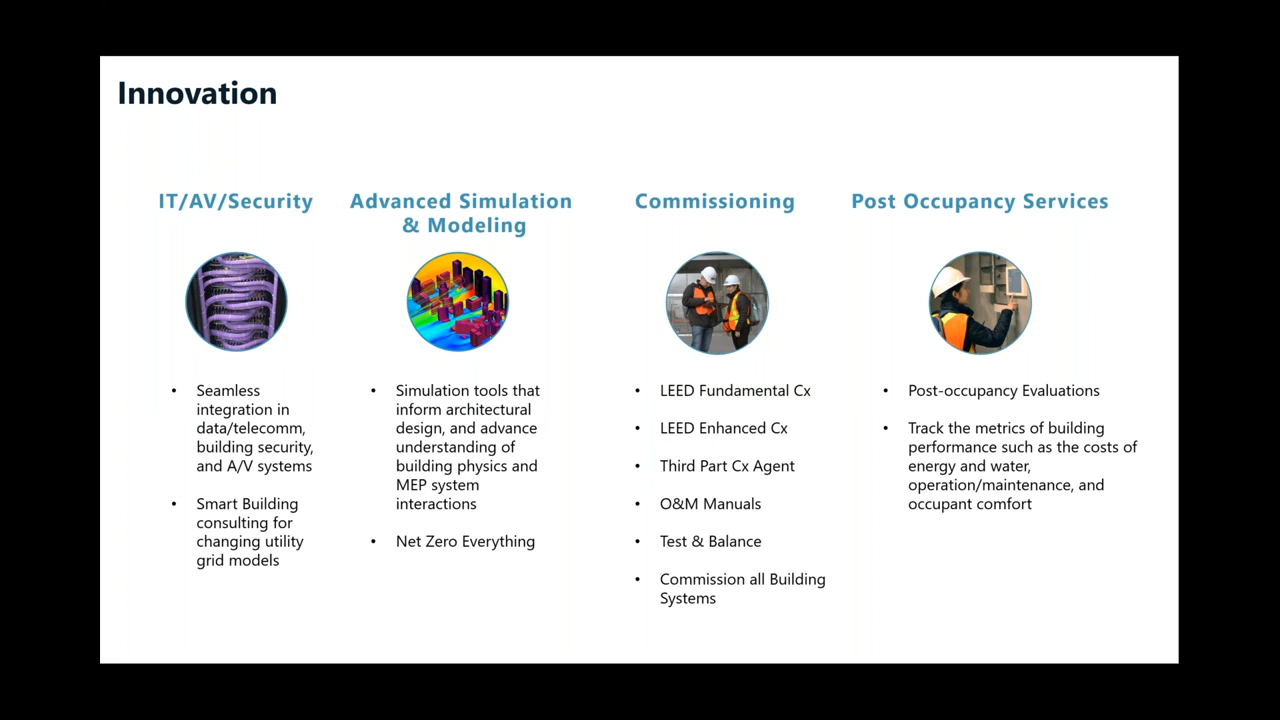 Innovation
IT/AV/Security
Advanced Simulation
& Modeling
Commissioning
Post Occupancy Services
• Seamless
integration in
data/telecomm,
building security,
and A/V systems
• Smart Building
consulting for
changing utility
grid models
• Simulation tools that
inform architectural
design, and advance
understanding of
building physics and
MEP system
interactions
• Net Zero Everything
• LEED Fundamental Cx
• LEED Enhanced Cx
• Third Part Cx Agent
• O&M Manuals
• Test & Balance
• Commission all Building
Systems
• Post-occupancy Evaluations
• Track the metrics of building
performance such as the costs of
energy and water,
operation/maintenance, and
occupant comfort